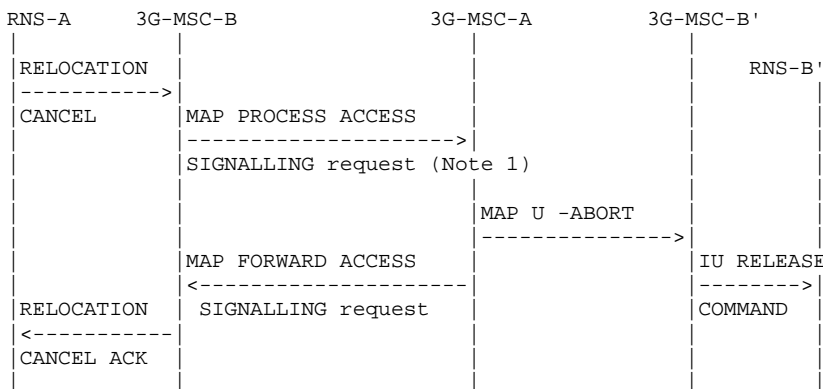 RNS-A 3G-MSC-B 3G-MSC-A 3G-MSC-B'
RELOCATION RNS-B'
CANCEL MAP PROCESS ACCESS
SIGNALLING request (Note 1)
MAP U -ABORT
MAP FORWARD ACCESS IU RELEASE
RELOCATION SIGNALLING request COMMAND
CANCEL ACK